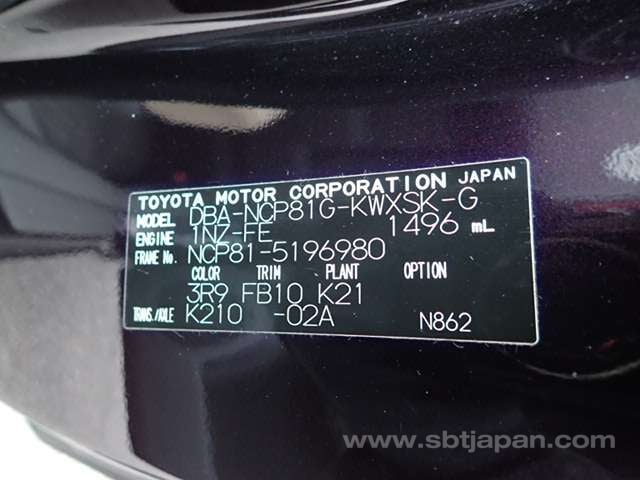 TOYOTA MOTOR CORPORATION JAPAN
MODEL DBA-NCP81G-KWXSK-G
ENGINE 1NZ-FE 1496 mL
FRAME No. NCP81-5196980
COLOR TRIM PLANT OPTION
3R9 FB10 K21
TRANS./AXLE K210 -02A N862
www.sbtjapan.com